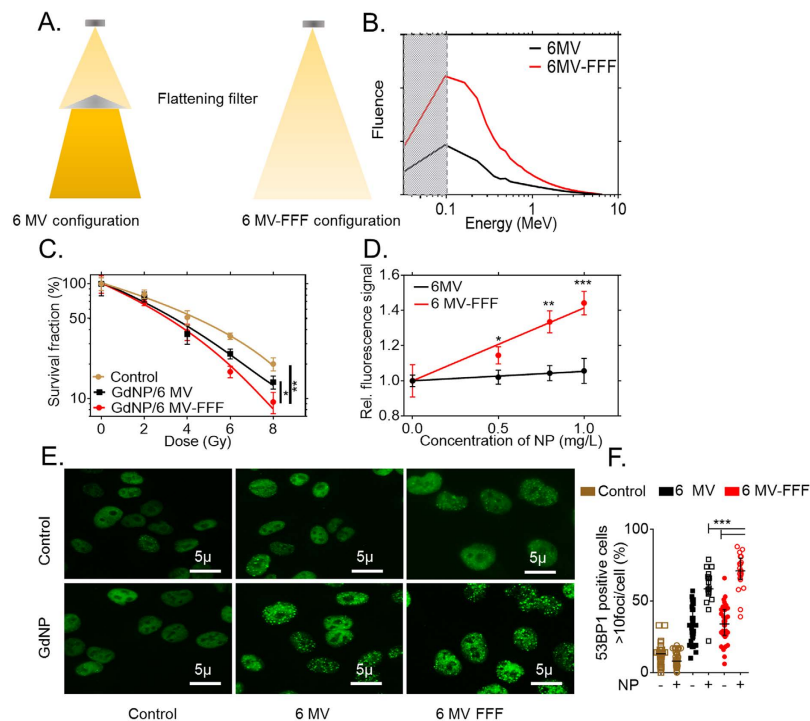 A.
Flattening filter
6 MV configuration
6 MV-FFF configuration
B.
6MV
6MV-FFF
Fluence
0.1
1
10
Energy (MeV)
C.
Survival fraction (%)
100
10
Control
GdNP/6 MV
GdNP/6 MV-FFF
*
**
0
2
4
6
8
Dose (Gy)
D.
Rel. fluorescence signal
1.6
1.4
1.2
1.0
0.8
6MV
6 MV-FFF
*
**
***
0.0
0.5
1.0
Concentration of NP (mg/L)
E.
Control
5µ
5µ
5µ
GdNP
5µ
5µ
5µ
Control
6 MV
6 MV FFF
F.
Control
6 MV
6 MV-FFF
53BP1 positive cells
>10foci/cell (%)
100
50
0
***
NP
- + - + - +